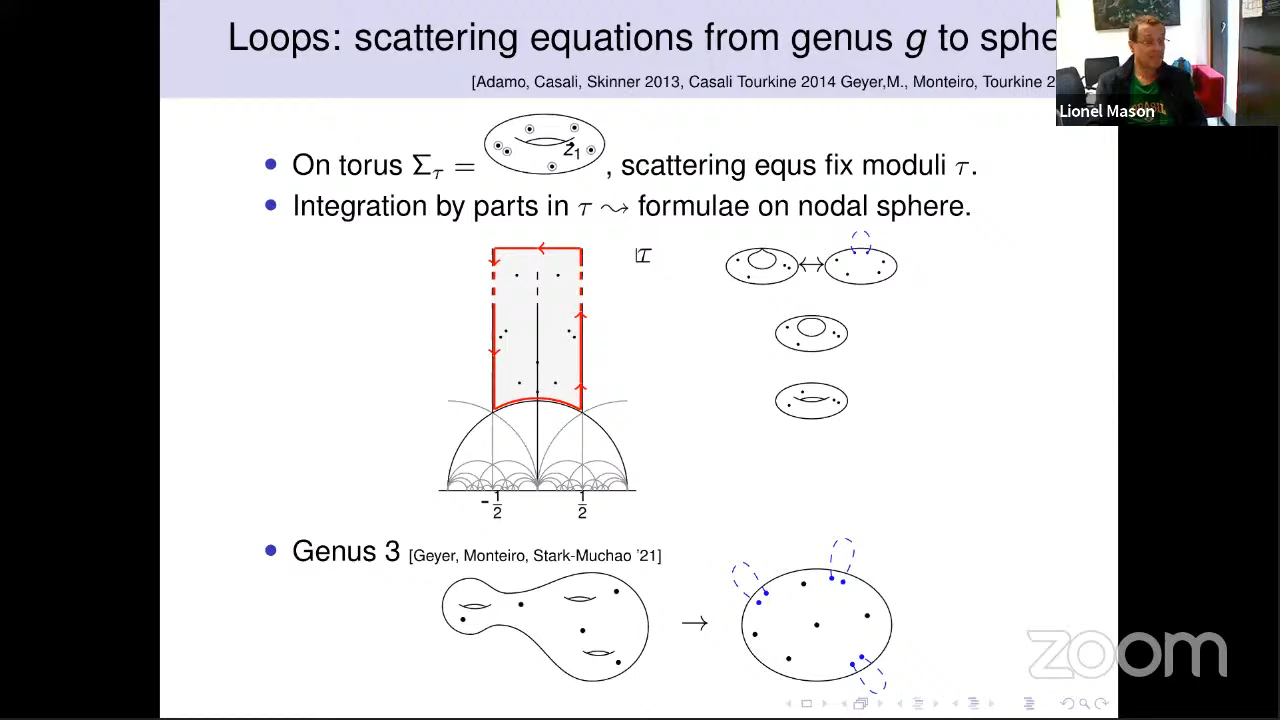 Loops: scattering equations from genus g to sphe
[Adamo, Casali, Skinner 2013, Casali Tourkine 2014 Geyer,M., Monteiro, Tourkine 2
Lionel Mason
BRASIL
• On torus Σ_τ = z₁ , scattering equs fix moduli τ.
• Integration by parts in τ ⤳ formulae on nodal sphere.
↔
- 1/2 1/2
• Genus 3 [Geyer, Monteiro, Stark-Muchao '21]
→
zoom